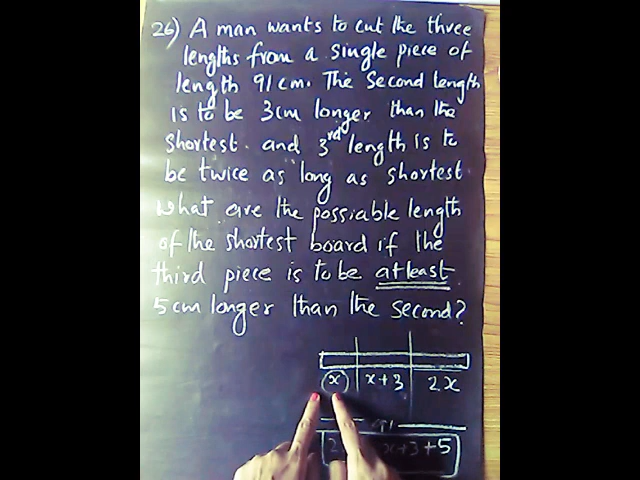 26) A man wants to cut the three
lengths from a single piece of
length 91 cm. The Second length
is to be 3cm longer than the
Shortest. and 3rd length is to
be twice as long as shortest
what are the possiable length
of the shortest board if the
third piece is to be atleast
5cm longer than the second?
x x+3 2x
2 x+3+5